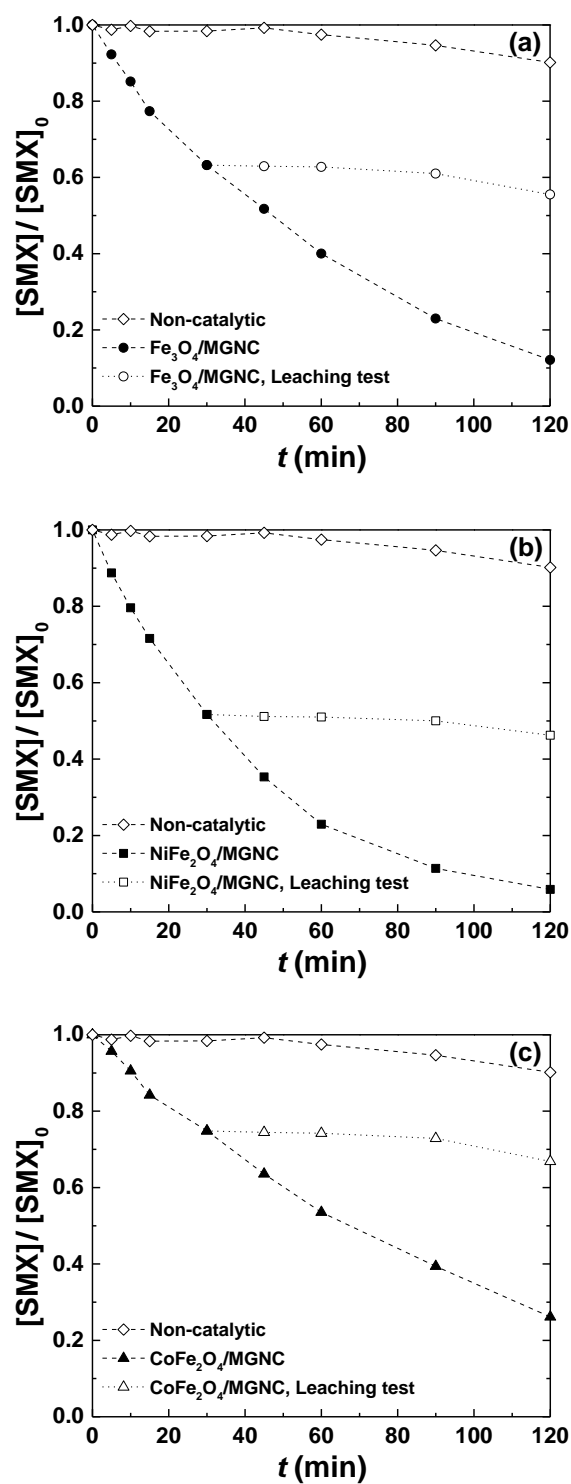 (a)
[SMX]/ [SMX]0
1.0
0.8
0.6
0.4
0.2
0.0
Non-catalytic
Fe3O4/MGNC
Fe3O4/MGNC, Leaching test
0 20 40 60 80 100 120
t (min)
(b)
[SMX]/ [SMX]0
1.0
0.8
0.6
0.4
0.2
0.0
Non-catalytic
NiFe2O4/MGNC
NiFe2O4/MGNC, Leaching test
0 20 40 60 80 100 120
t (min)
(c)
[SMX]/ [SMX]0
1.0
0.8
0.6
0.4
0.2
0.0
Non-catalytic
CoFe2O4/MGNC
CoFe2O4/MGNC, Leaching test
0 20 40 60 80 100 120
t (min)